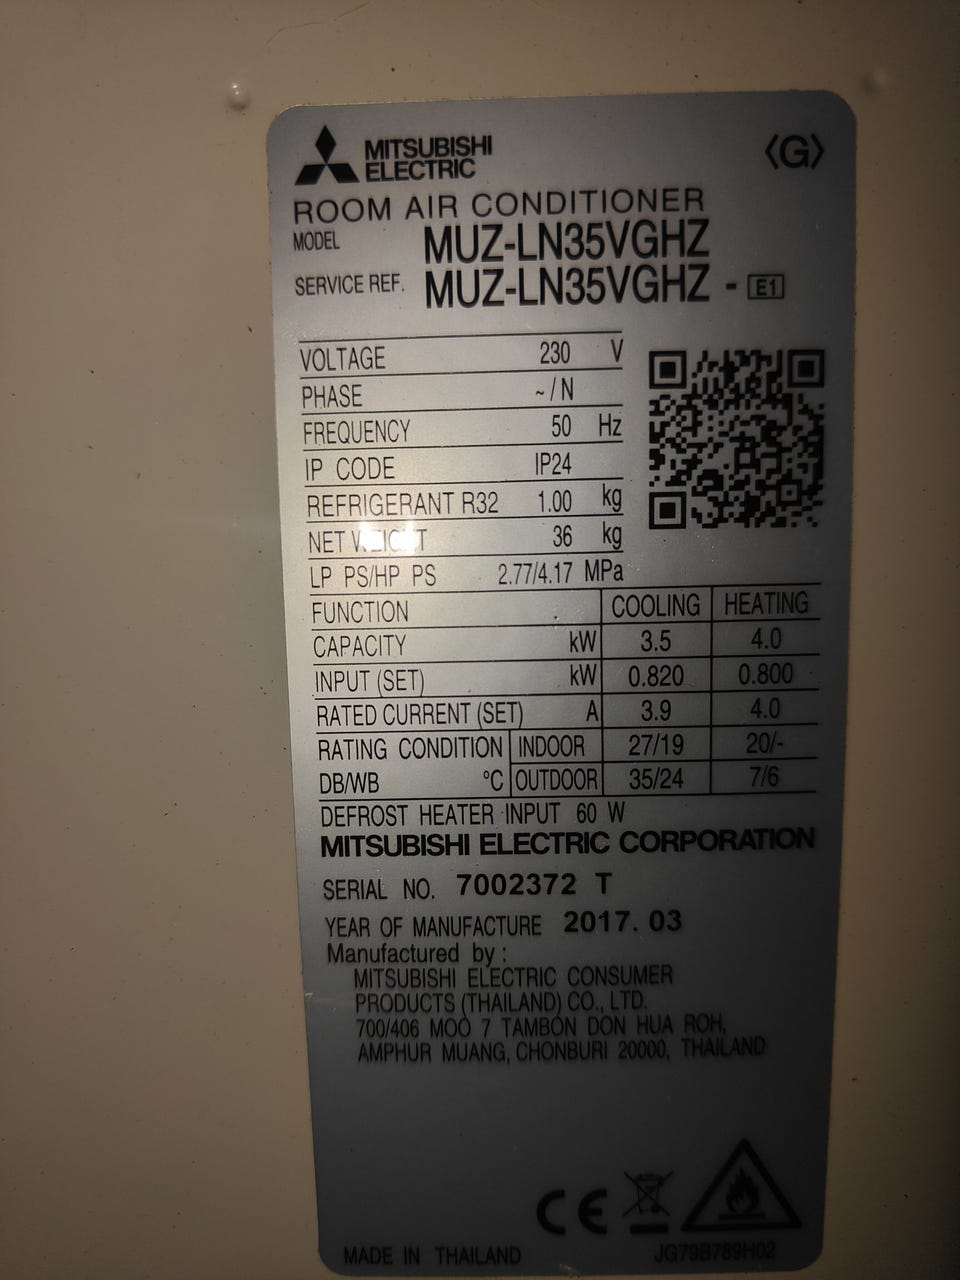 MITSUBISHI
ELECTRIC
〈G〉
ROOM AIR CONDITIONER
MODEL MUZ-LN35VGHZ
SERVICE REF. MUZ-LN35VGHZ - E1
VOLTAGE 230 V
PHASE ~/N
FREQUENCY 50 Hz
IP CODE IP24
REFRIGERANT R32 1.00 kg
NET WEIGHT 36 kg
LP PS/HP PS 2.77/4.17 MPa
FUNCTION COOLING HEATING
CAPACITY kW 3.5 4.0
INPUT (SET) kW 0.820 0.800
RATED CURRENT (SET) A 3.9 4.0
RATING CONDITION INDOOR 27/19 20/-
DB/WB °C OUTDOOR 35/24 7/6
DEFROST HEATER INPUT 60 W
MITSUBISHI ELECTRIC CORPORATION
SERIAL NO. 7002372 T
YEAR OF MANUFACTURE 2017. 03
Manufactured by :
MITSUBISHI ELECTRIC CONSUMER
PRODUCTS (THAILAND) CO., LTD.
700/406 MOO 7 TAMBON DON HUA ROH,
AMPHUR MUANG, CHONBURI 20000, THAILAND
CE
MADE IN THAILAND JG79B789H02